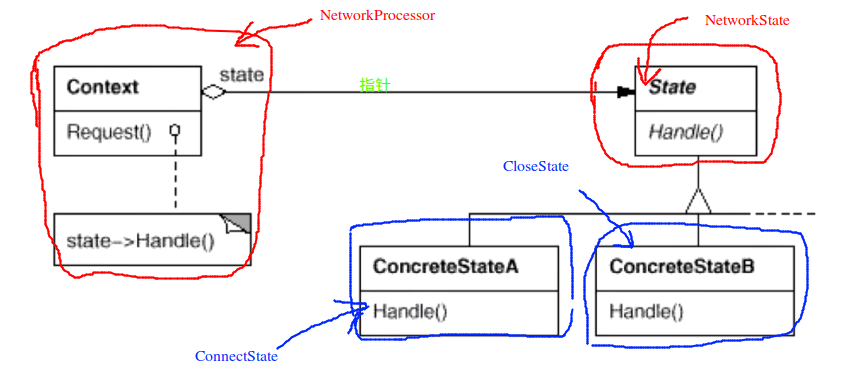 NetworkProcessor
NetworkState
state
指针
Context
State
Request()
Handle()
CloseState
state->Handle()
ConcreteStateA
ConcreteStateB
Handle()
Handle()
ConnectState